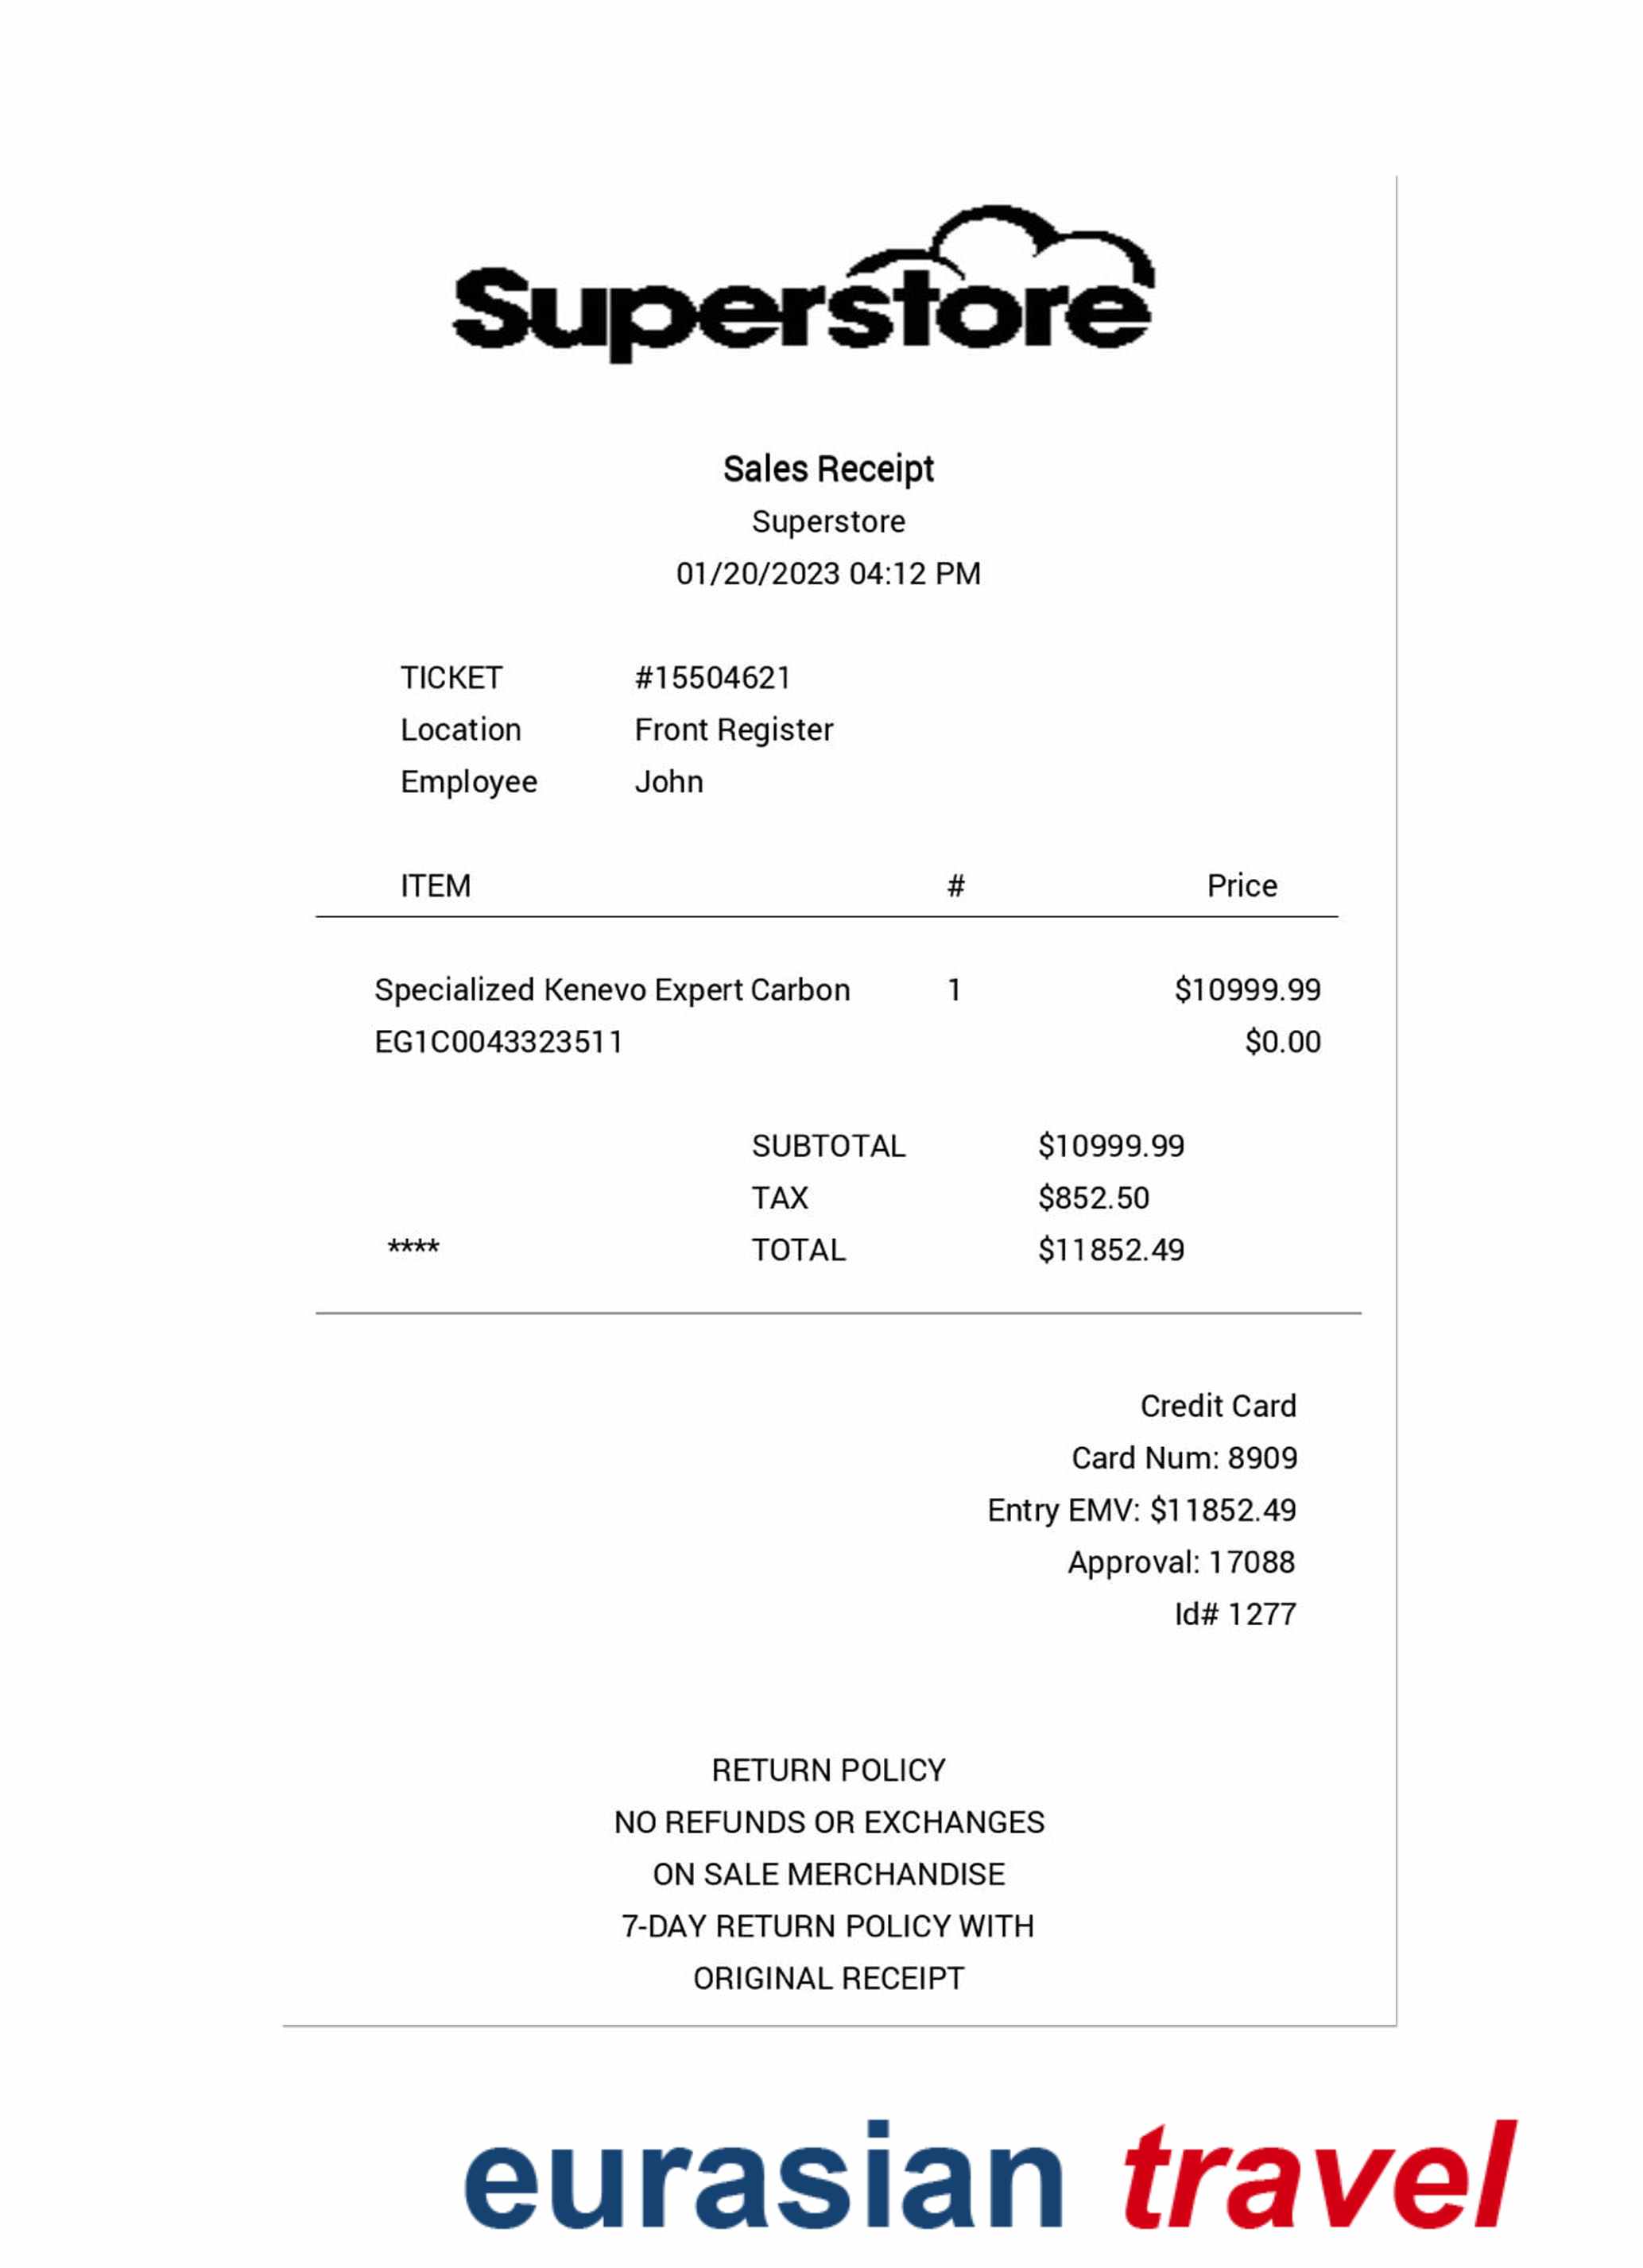 Superstore
Sales Receipt
Superstore
01/20/2023 04:12 PM
TICKET #15504621
Location Front Register
Employee John
ITEM # Price
Specialized Kenevo Expert Carbon 1 $10999.99
EG1C0043323511 $0.00
SUBTOTAL $10999.99
TAX $852.50
**** TOTAL $11852.49
Credit Card
Card Num: 8909
Entry EMV: $11852.49
Approval: 17088
Id# 1277
RETURN POLICY
NO REFUNDS OR EXCHANGES
ON SALE MERCHANDISE
7-DAY RETURN POLICY WITH
ORIGINAL RECEIPT
eurasian travel